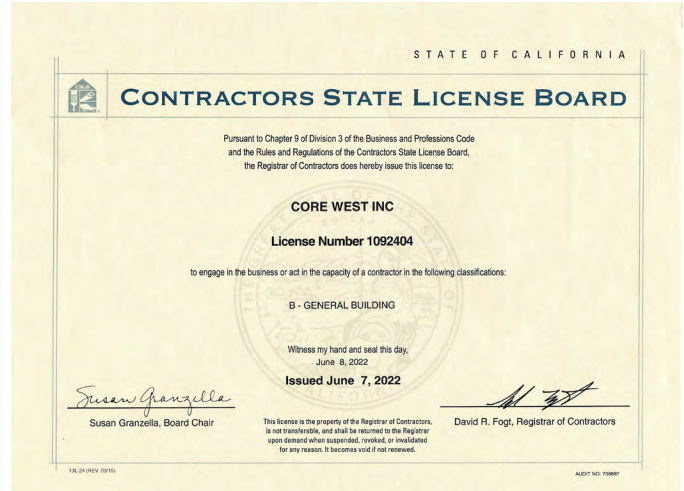 STATE OF CALIFORNIA
CSLB
CONTRACTORS STATE LICENSE BOARD
Pursuant to Chapter 9 of Division 3 of the Business and Professions Code
and the Rules and Regulations of the Contractors State License Board,
the Registrar of Contractors does hereby issue this license to:
CORE WEST INC
License Number 1092404
to engage in the business or act in the capacity of a contractor in the following classifications:
B - GENERAL BUILDING
Witness my hand and seal this day,
June 8, 2022
Issued June 7, 2022
Susan Granzella
Susan Granzella, Board Chair
This license is the property of the Registrar of Contractors,
is not transferable, and shall be returned to the Registrar
upon demand when suspended, revoked, or invalidated
for any reason. It becomes void if not renewed.
David R. Fogt, Registrar of Contractors
13L-24 (REV. 03/15)
AUDIT NO: 738687